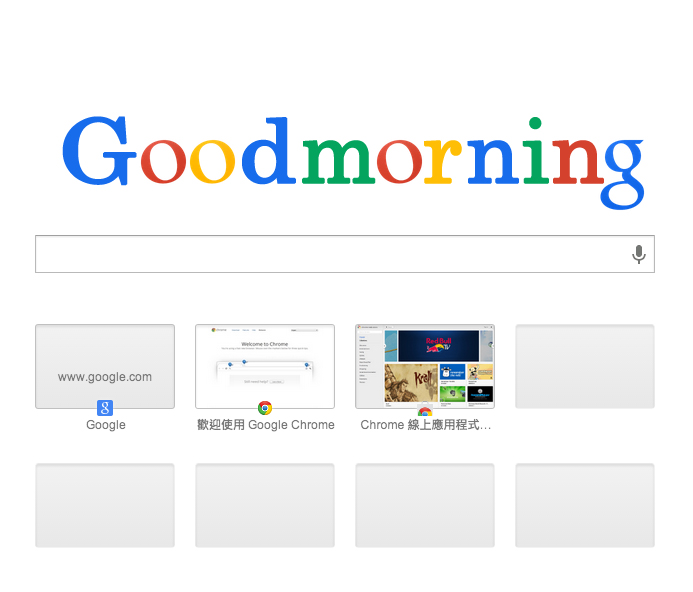 Goodmorning
www.google.com
Welcome to Chrome
Red Bull
TV
Krall
Google
歡迎使用 Google Chrome
Chrome 線上應用程式…